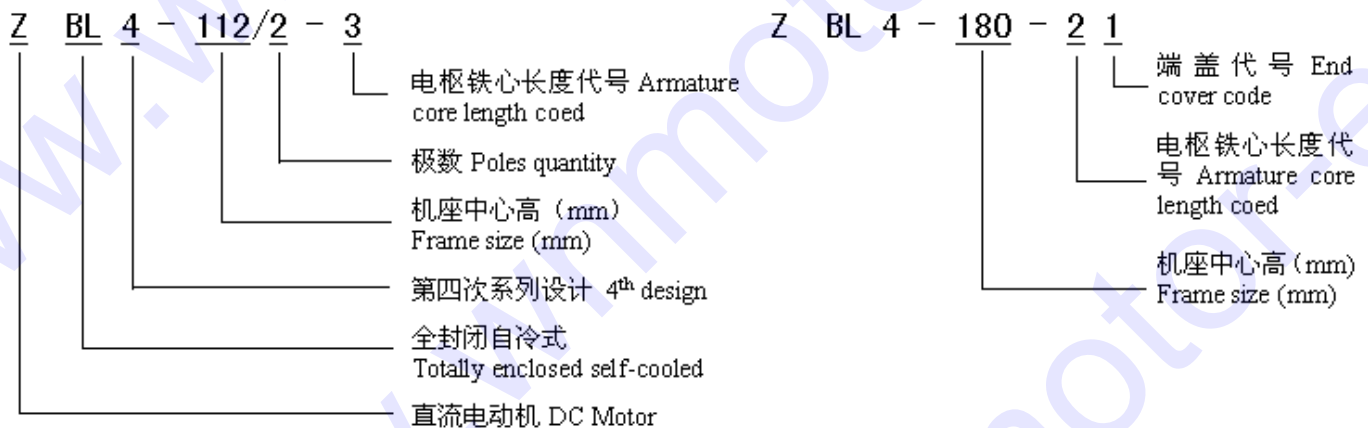 Z BL 4 - 112/2 - 3
电枢铁心长度代号 Armature
core length coed
极数 Poles quantity
机座中心高（mm）
Frame size (mm)
第四次系列设计 4th design
全封闭自冷式
Totally enclosed self-cooled
直流电动机 DC Motor
Z BL 4 - 180 - 2 1
端 盖 代 号 End
cover code
电枢铁心长度代
号 Armature core
length coed
机座中心高（mm）
Frame size (mm)